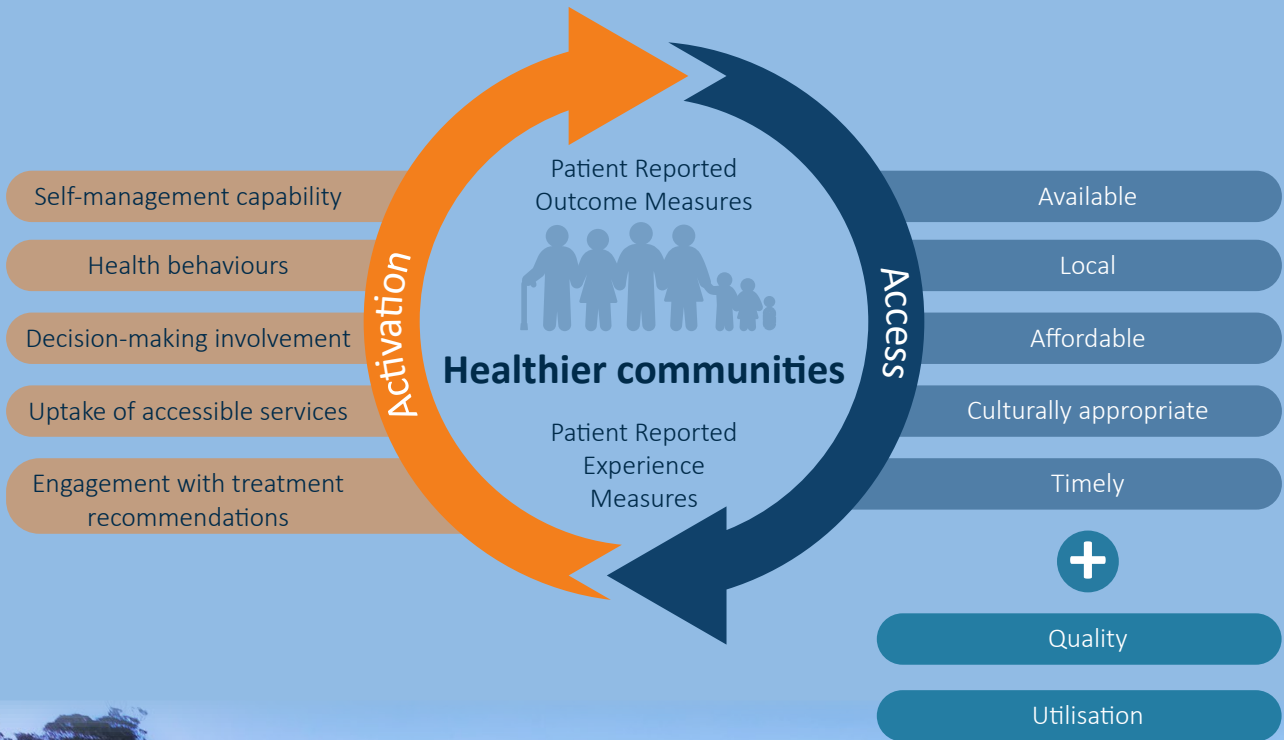 Patient Reported
Outcome Measures
Healthier communities
Patient Reported
Experience
Measures
Activation
Self-management capability
Health behaviours
Decision-making involvement
Uptake of accessible services
Engagement with treatment
recommendations
Access
Available
Local
Affordable
Culturally appropriate
Timely
+
Quality
Utilisation